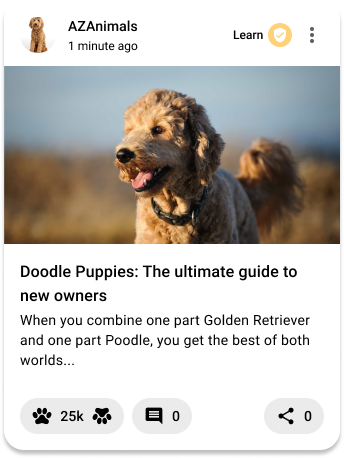 AZAnimals
1 minute ago
Learn
Doodle Puppies: The ultimate guide to
new owners
When you combine one part Golden Retriever
and one part Poodle, you get the best of both
worlds...
25k
0
0